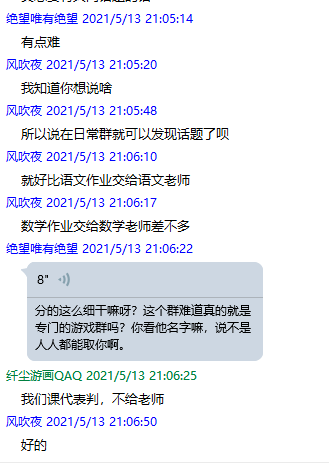 绝望唯有绝望 2021/5/13 21:05:14
有点难
风吹夜 2021/5/13 21:05:20
我知道你想说啥
风吹夜 2021/5/13 21:05:48
所以说在日常群就可以发现话题了呗
风吹夜 2021/5/13 21:06:10
就好比语文作业交给语文老师
风吹夜 2021/5/13 21:06:17
数学作业交给数学老师差不多
绝望唯有绝望 2021/5/13 21:06:22
8"
分的这么细干嘛呀？这个群难道真的就是
专门的游戏群吗？你看他名字嘛，说不是
人人都能取你啊。
纤尘游画QAQ 2021/5/13 21:06:25
我们课代表判，不给老师
风吹夜 2021/5/13 21:06:50
好的